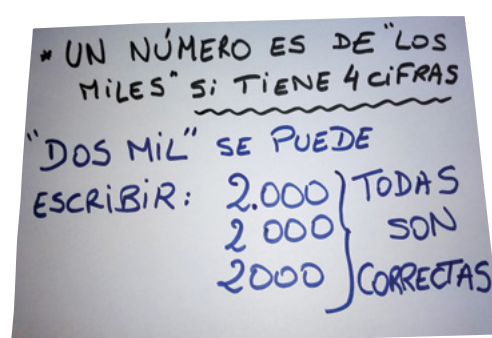 * UN NÚMERO ES DE "LOS
MILES" SI TIENE 4 CIFRAS
"DOS MIL" SE PUEDE
ESCRIBIR: 2.000 } TODAS
2 000 SON
2000 CORRECTAS